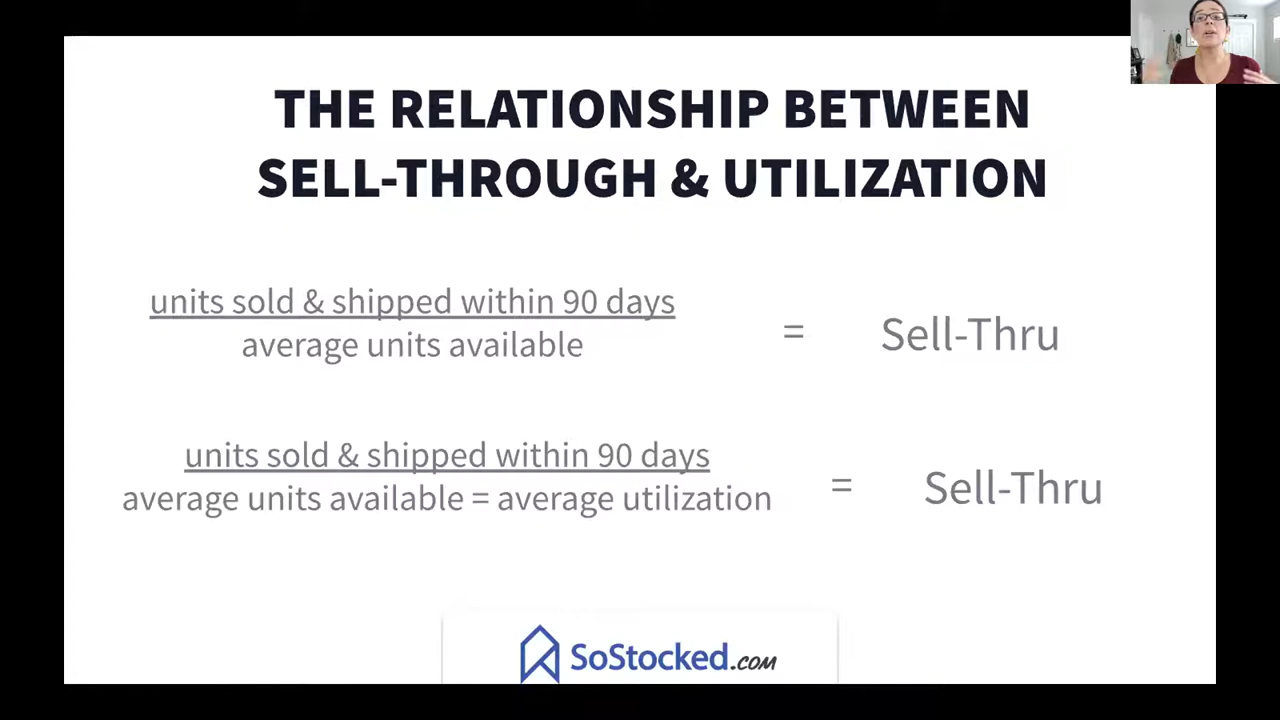 THE RELATIONSHIP BETWEEN
SELL-THROUGH & UTILIZATION
units sold & shipped within 90 days
average units available
= Sell-Thru
units sold & shipped within 90 days
average units available = average utilization
= Sell-Thru
SoStocked.com